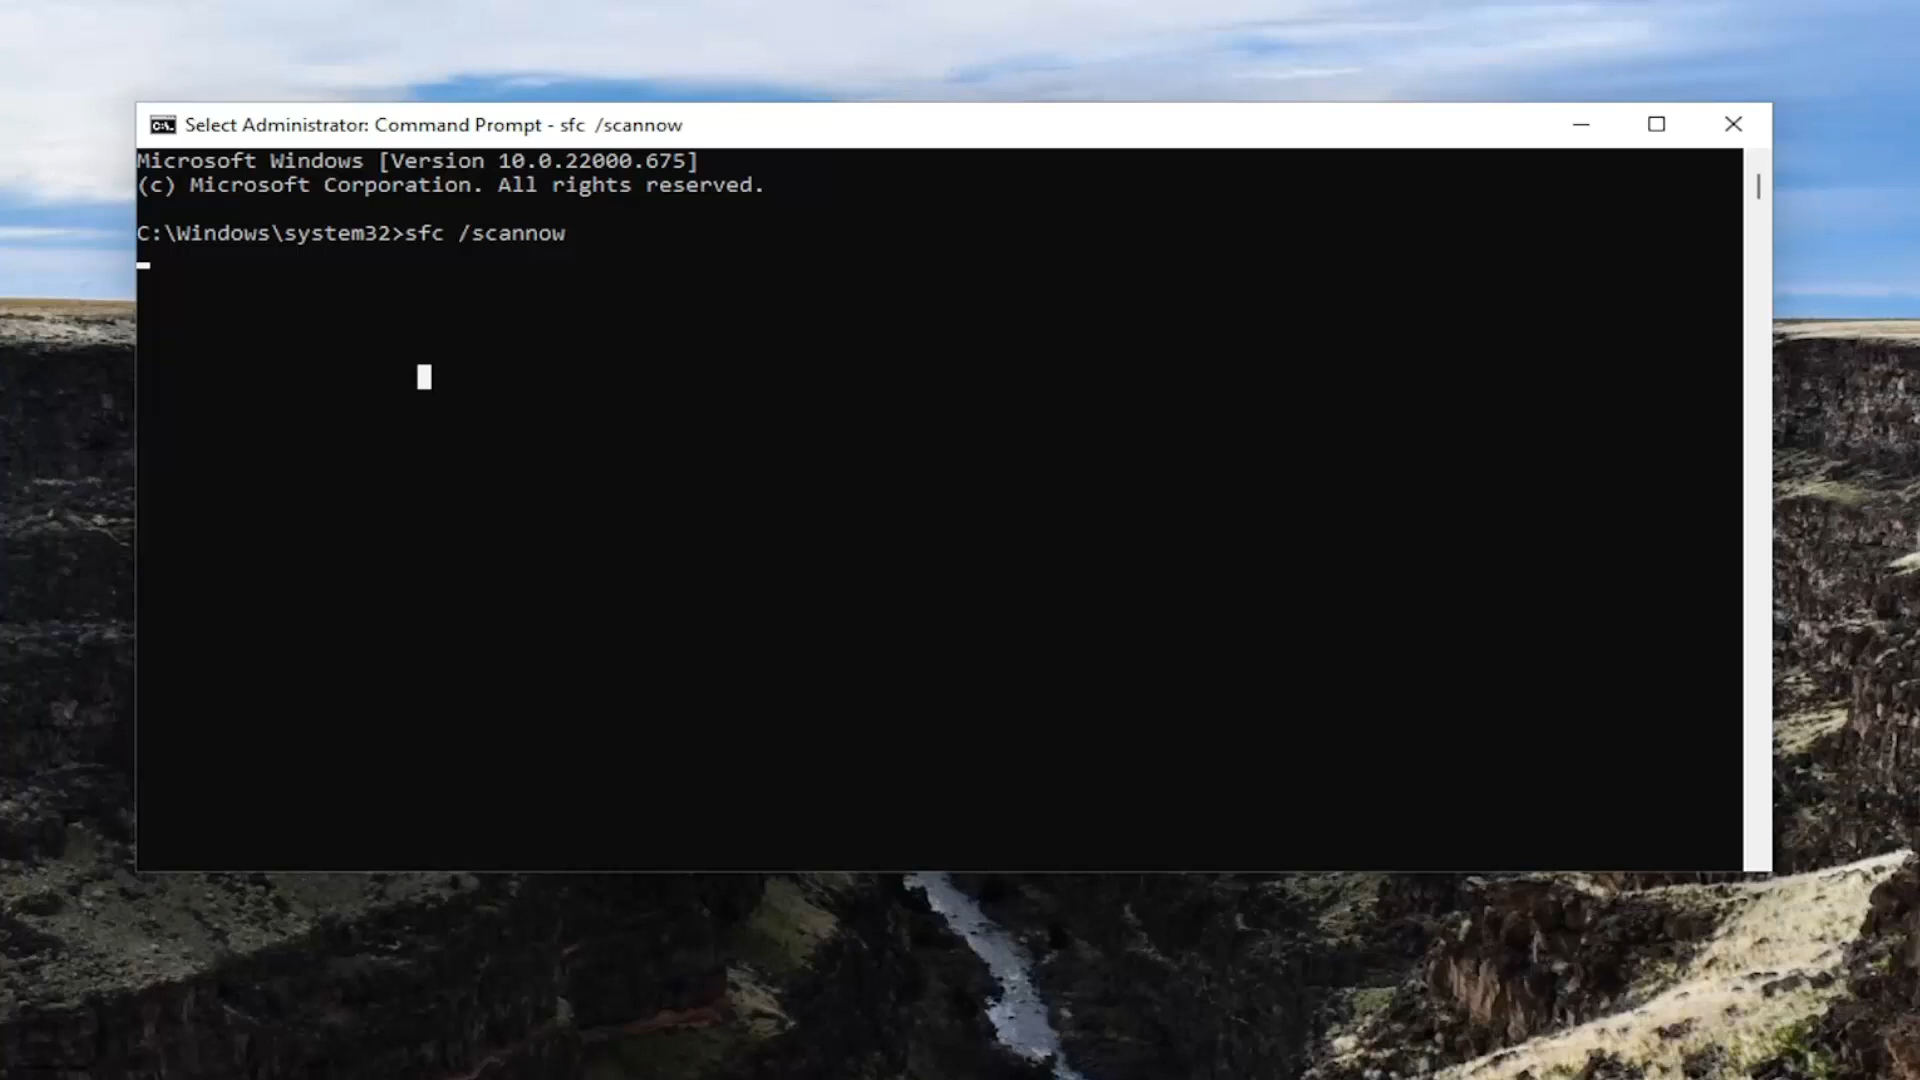 Select Administrator: Command Prompt - sfc /scannow
Microsoft Windows [Version 10.0.22000.675]
(c) Microsoft Corporation. All rights reserved.
C:\Windows\system32>sfc /scannow